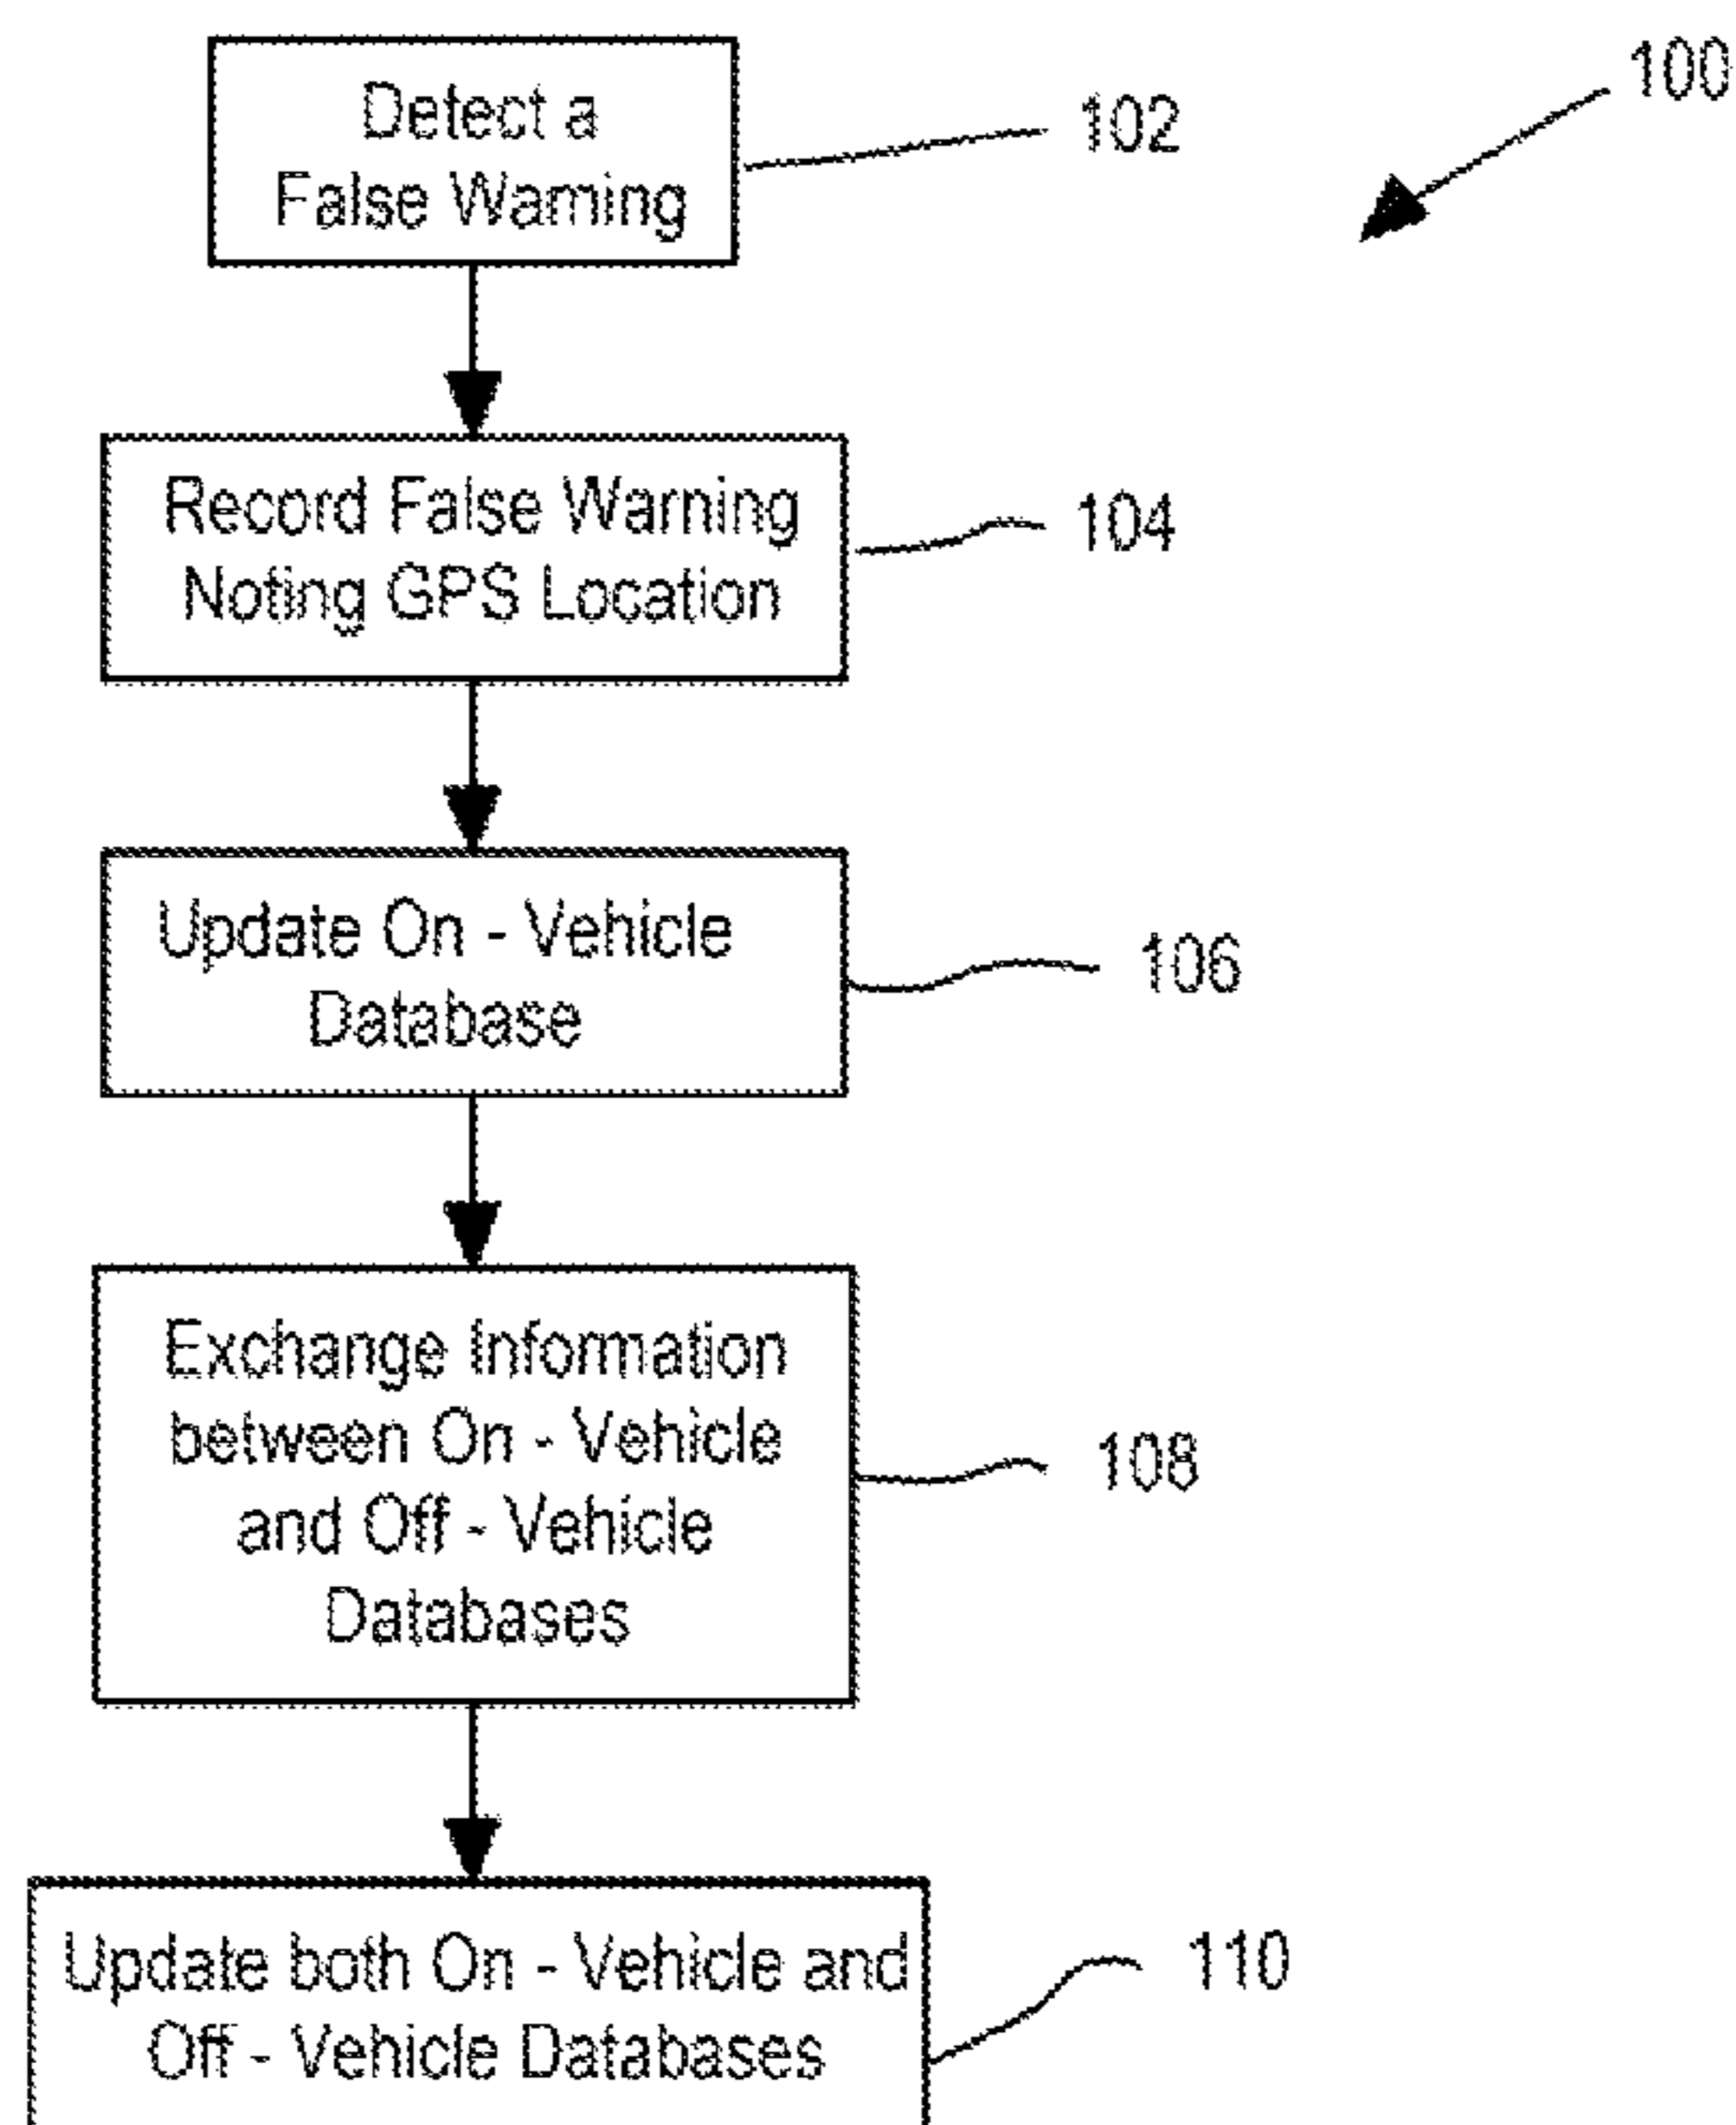 100
Detect a
False Warning
102
Record False Warning
Noting GPS Location
104
Update On - Vehicle
Database
106
Exchange Information
between On - Vehicle
and Off - Vehicle
Databases
108
Update both On - Vehicle and
Off - Vehicle Databases
110